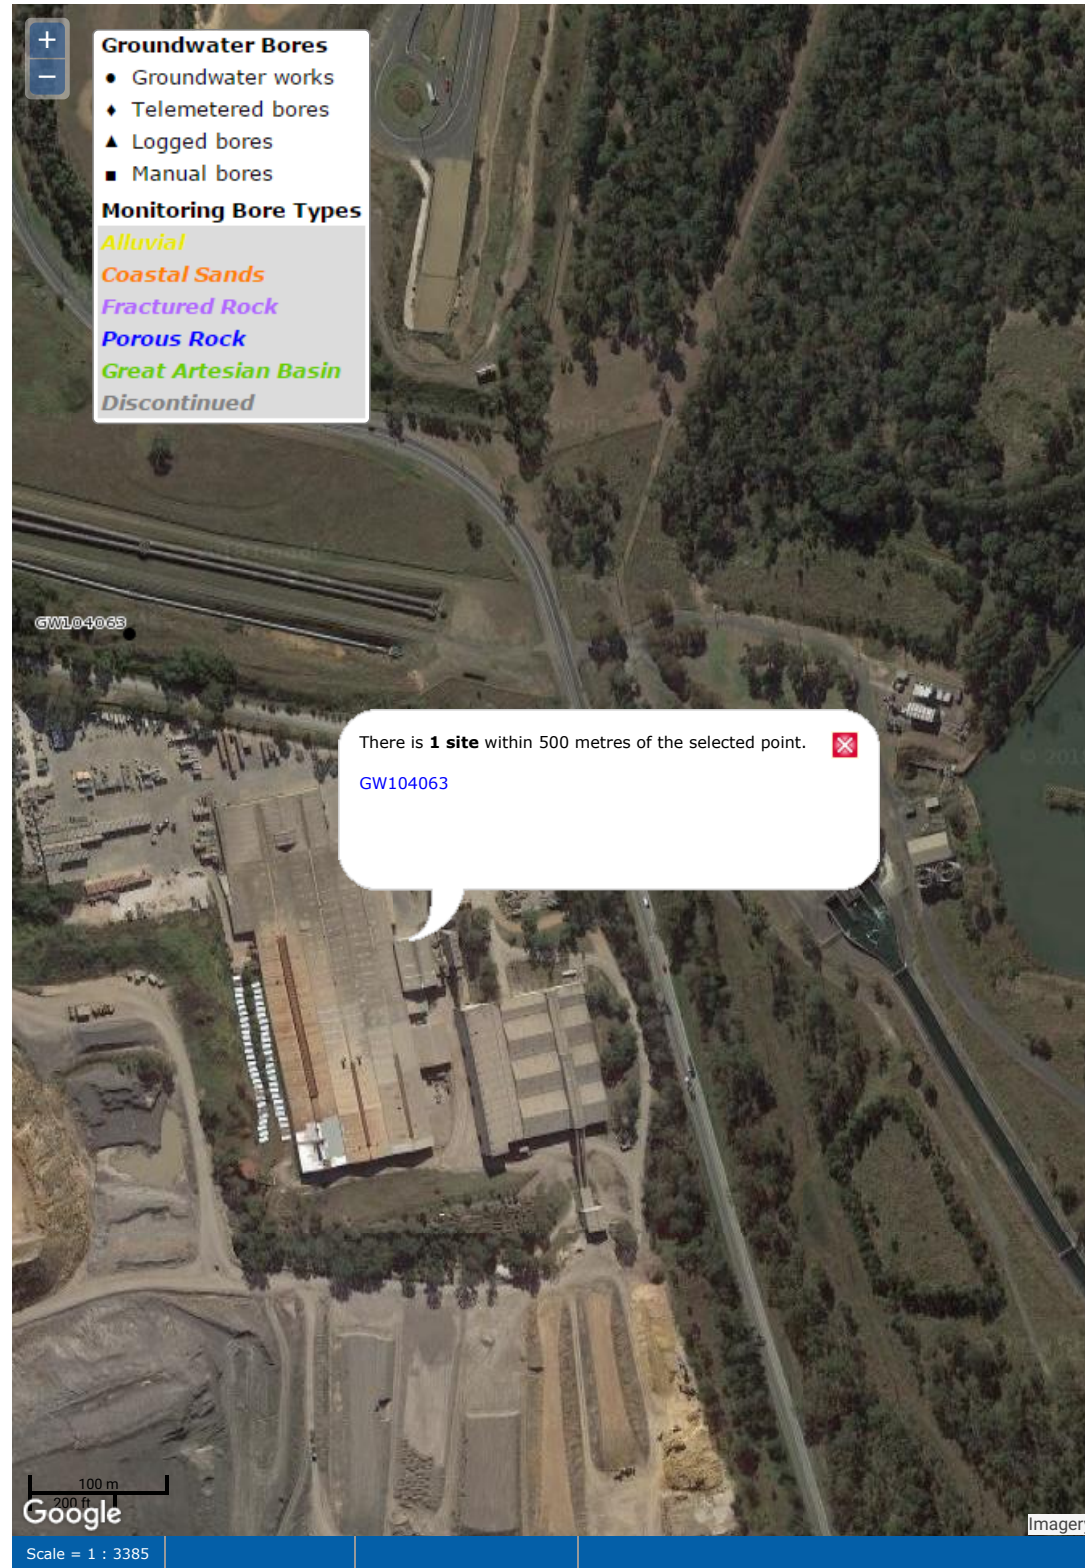 +
−
Groundwater Bores
Groundwater works
Telemetered bores
Logged bores
Manual bores
Monitoring Bore Types
Alluvial
Coastal Sands
Fractured Rock
Porous Rock
Great Artesian Basin
Discontinued
GW104063
There is 1 site within 500 metres of the selected point.
GW104063
100 m
200 ft
Google
Scale = 1 : 3385